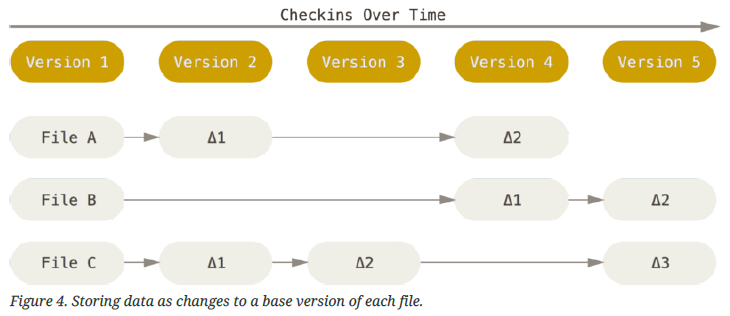 Checkins Over Time
Version 1 Version 2 Version 3 Version 4 Version 5
File A Δ1 Δ2
File B Δ1 Δ2
File C Δ1 Δ2 Δ3
Figure 4. Storing data as changes to a base version of each file.